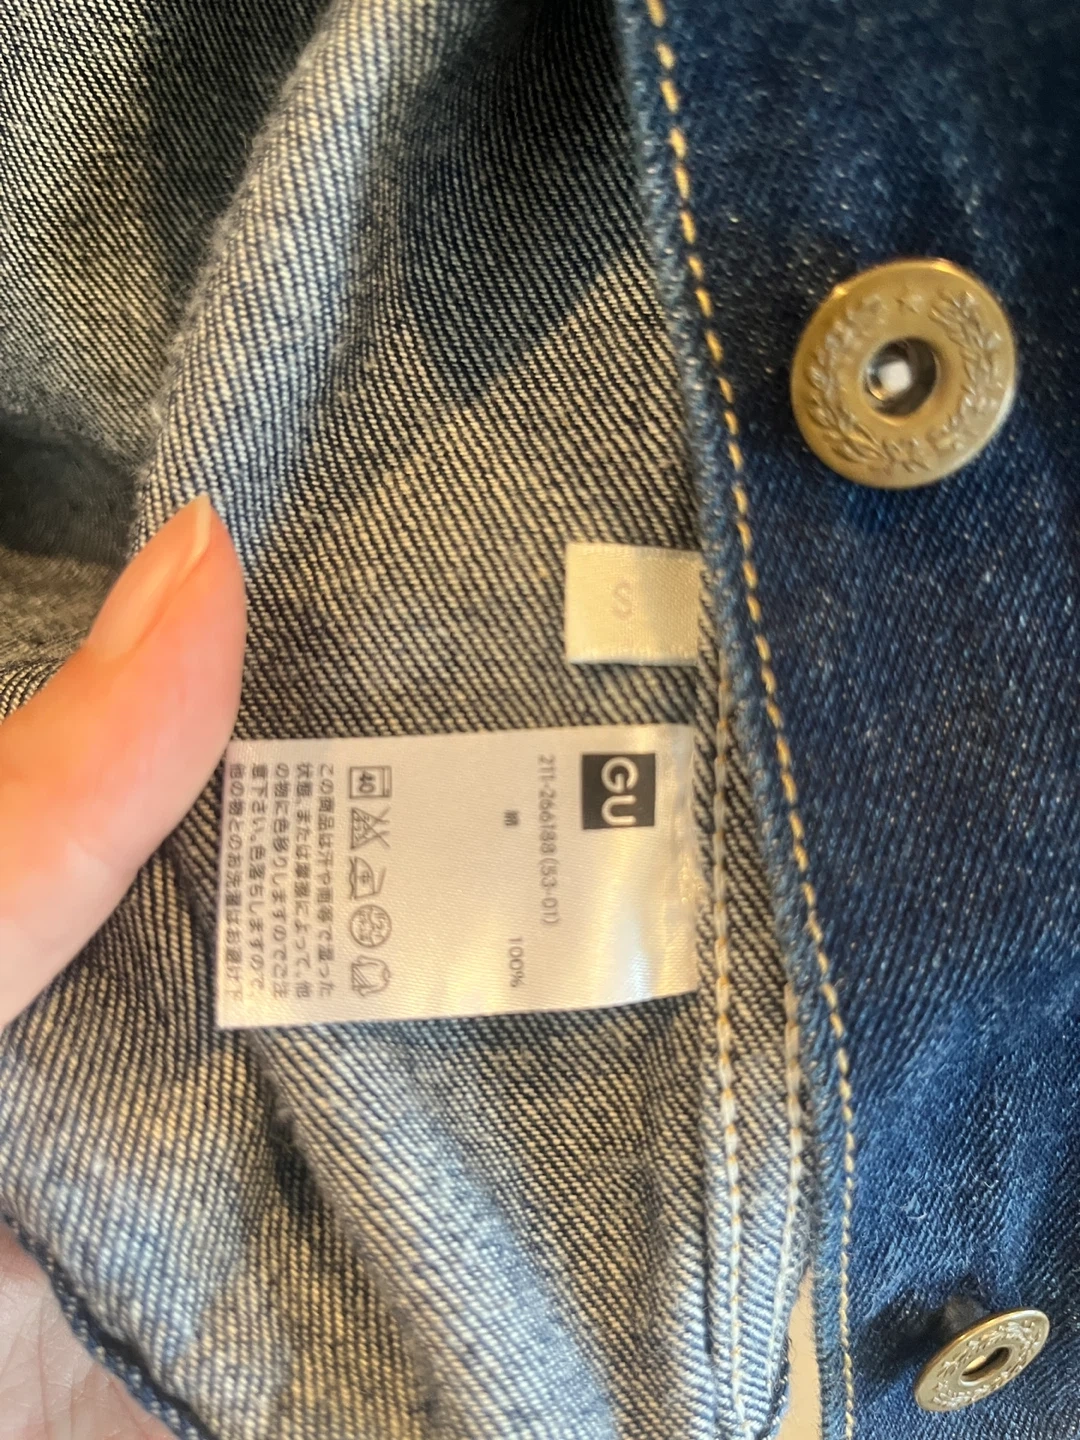 S
GU
211-266188(53-01)
綿 100%
40
この商品は汗や雨等で湿った
状態、または摩擦によって、他
の物に色移りしますのでご注
意下さい。色落ちしますので、
他の物とのお洗濯はお避け下